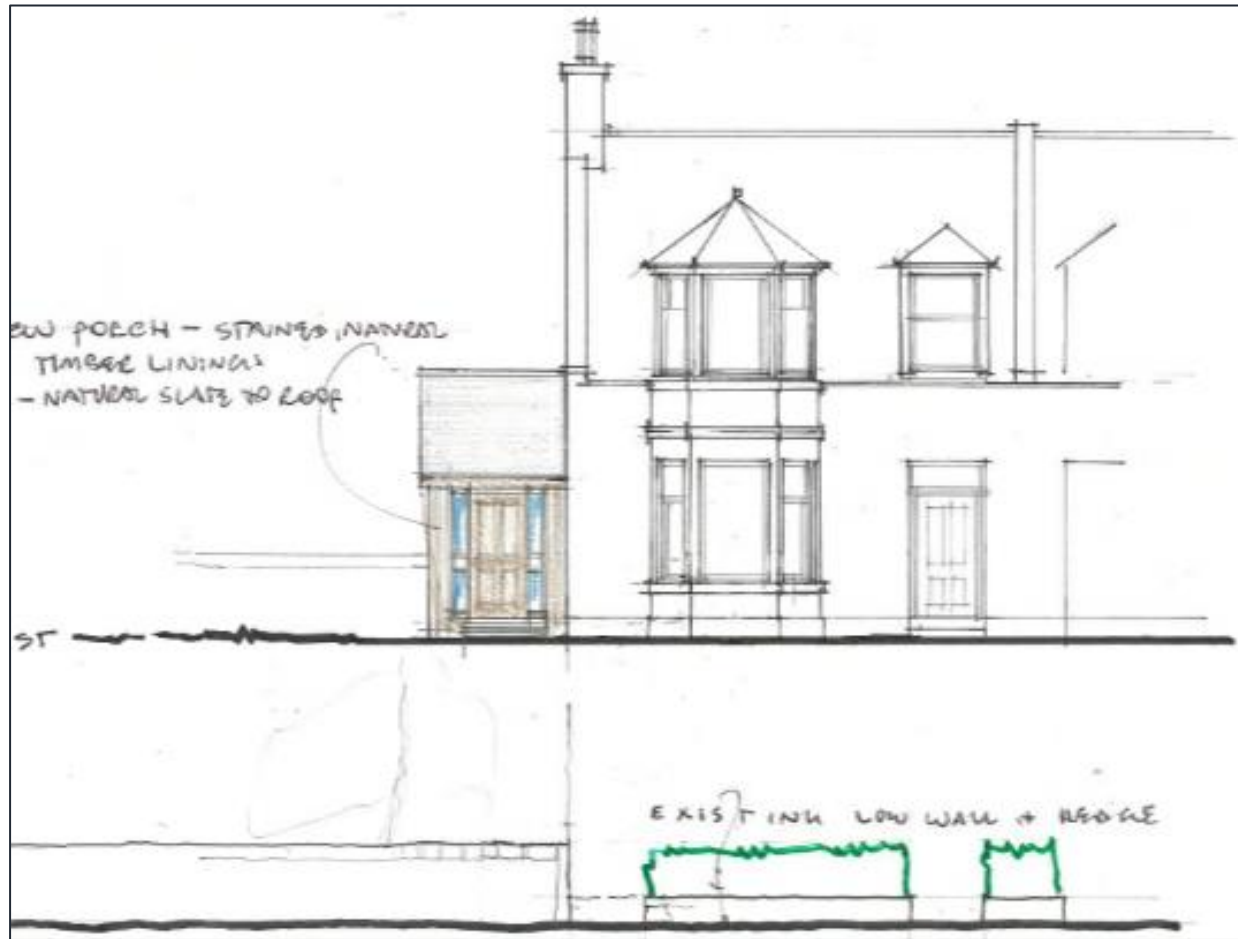 EW PORCH – STAINED, NATURAL
TIMBER LININGS
– NATURAL SLATE TO ROOF
ST
EXISTING LOW WALL + HEDGE